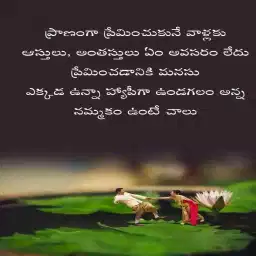 ప్రాణంగా ప్రేమించుకునే వాళ్లకు
ఆస్తులు, అంతస్తులు ఏం అవసరం లేదు
ప్రేమించడానికి మనసు
ఎక్కడ ఉన్నా హ్యాపీగా ఉండగలం అన్న
నమ్మకం ఉంటే చాలు